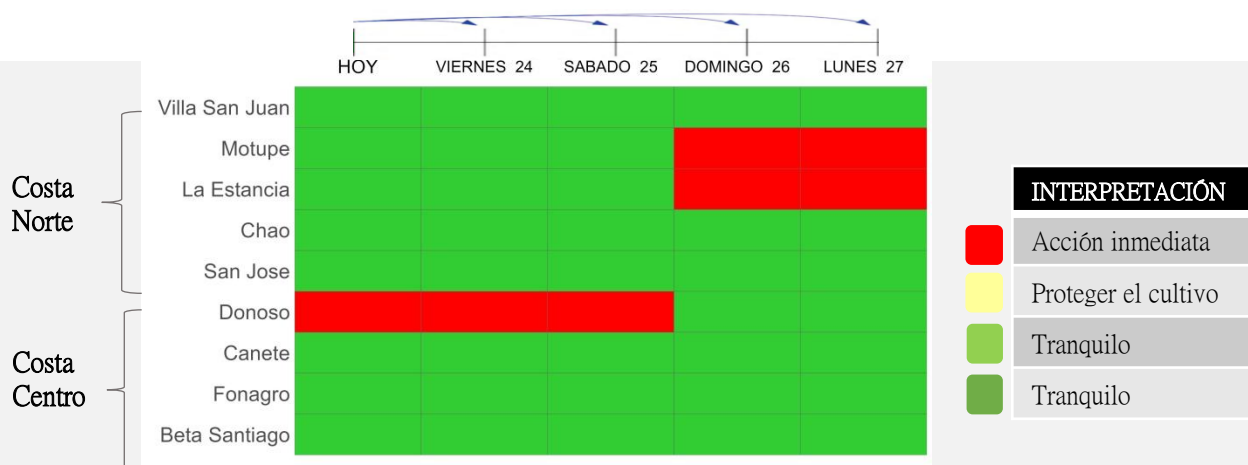 HOY VIERNES 24 SABADO 25 DOMINGO 26 LUNES 27
Villa San Juan
Motupe
La Estancia
Chao
San Jose
Donoso
Canete
Fonagro
Beta Santiago
Costa
Norte
Costa
Centro
INTERPRETACIÓN
Acción inmediata
Proteger el cultivo
Tranquilo
Tranquilo